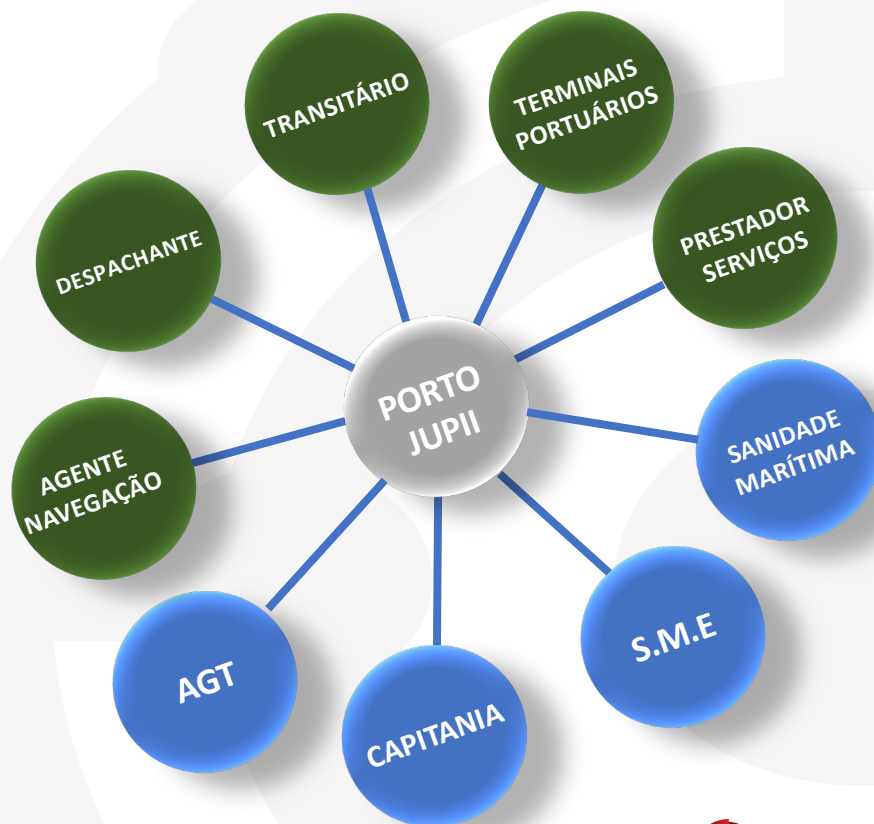 TRANSITÁRIO
TERMINAIS
PORTUÁRIOS
DESPACHANTE
PRESTADOR
SERVIÇOS
PORTO
JUPII
AGENTE
NAVEGAÇÃO
SANIDADE
MARÍTIMA
AGT
S.M.E
CAPITANIA